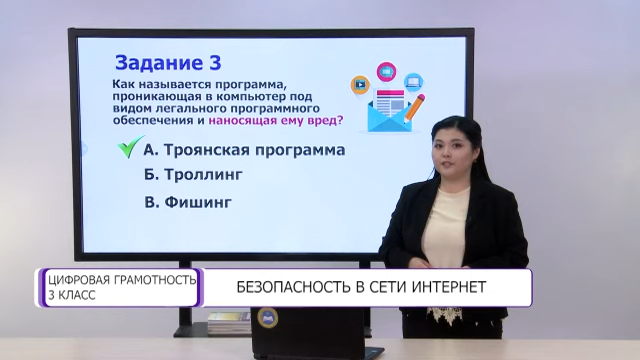 Задание 3
Как называется программа,
проникающая в компьютер под
видом легального программного
обеспечения и наносящая ему вред?
А. Троянская программа
Б. Троллинг
В. Фишинг
ЦИФРОВАЯ ГРАМОТНОСТЬ
3 КЛАСС
БЕЗОПАСНОСТЬ В СЕТИ ИНТЕРНЕТ